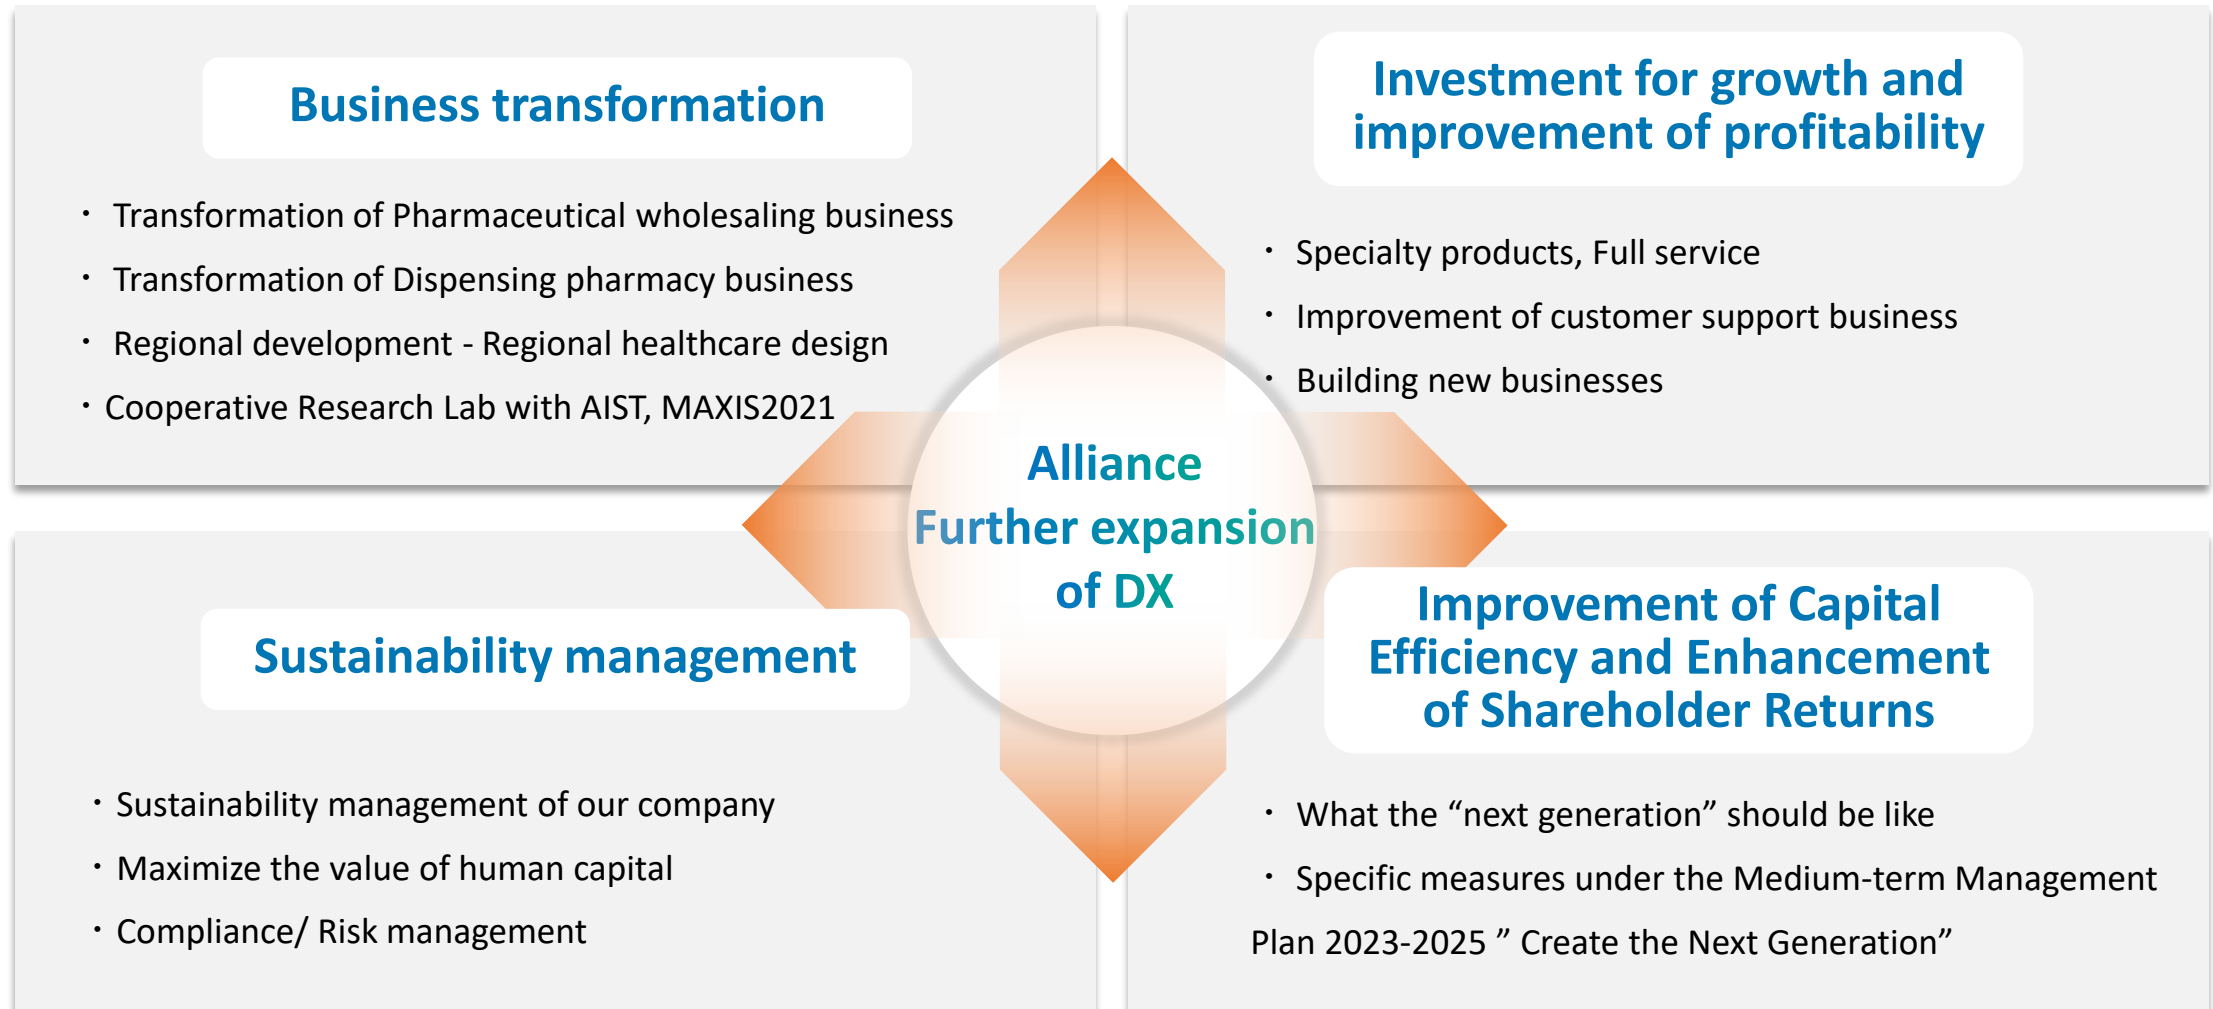 Business transformation
・ Transformation of Pharmaceutical wholesaling business
・ Transformation of Dispensing pharmacy business
・ Regional development - Regional healthcare design
・Cooperative Research Lab with AIST, MAXIS2021
Investment for growth and
improvement of profitability
・ Specialty products, Full service
・ Improvement of customer support business
・ Building new businesses
Alliance
Further expansion
of DX
Sustainability management
・Sustainability management of our company
・Maximize the value of human capital
・Compliance/ Risk management
Improvement of Capital
Efficiency and Enhancement
of Shareholder Returns
・ What the “next generation” should be like
・ Specific measures under the Medium-term Management
Plan 2023-2025 ” Create the Next Generation”